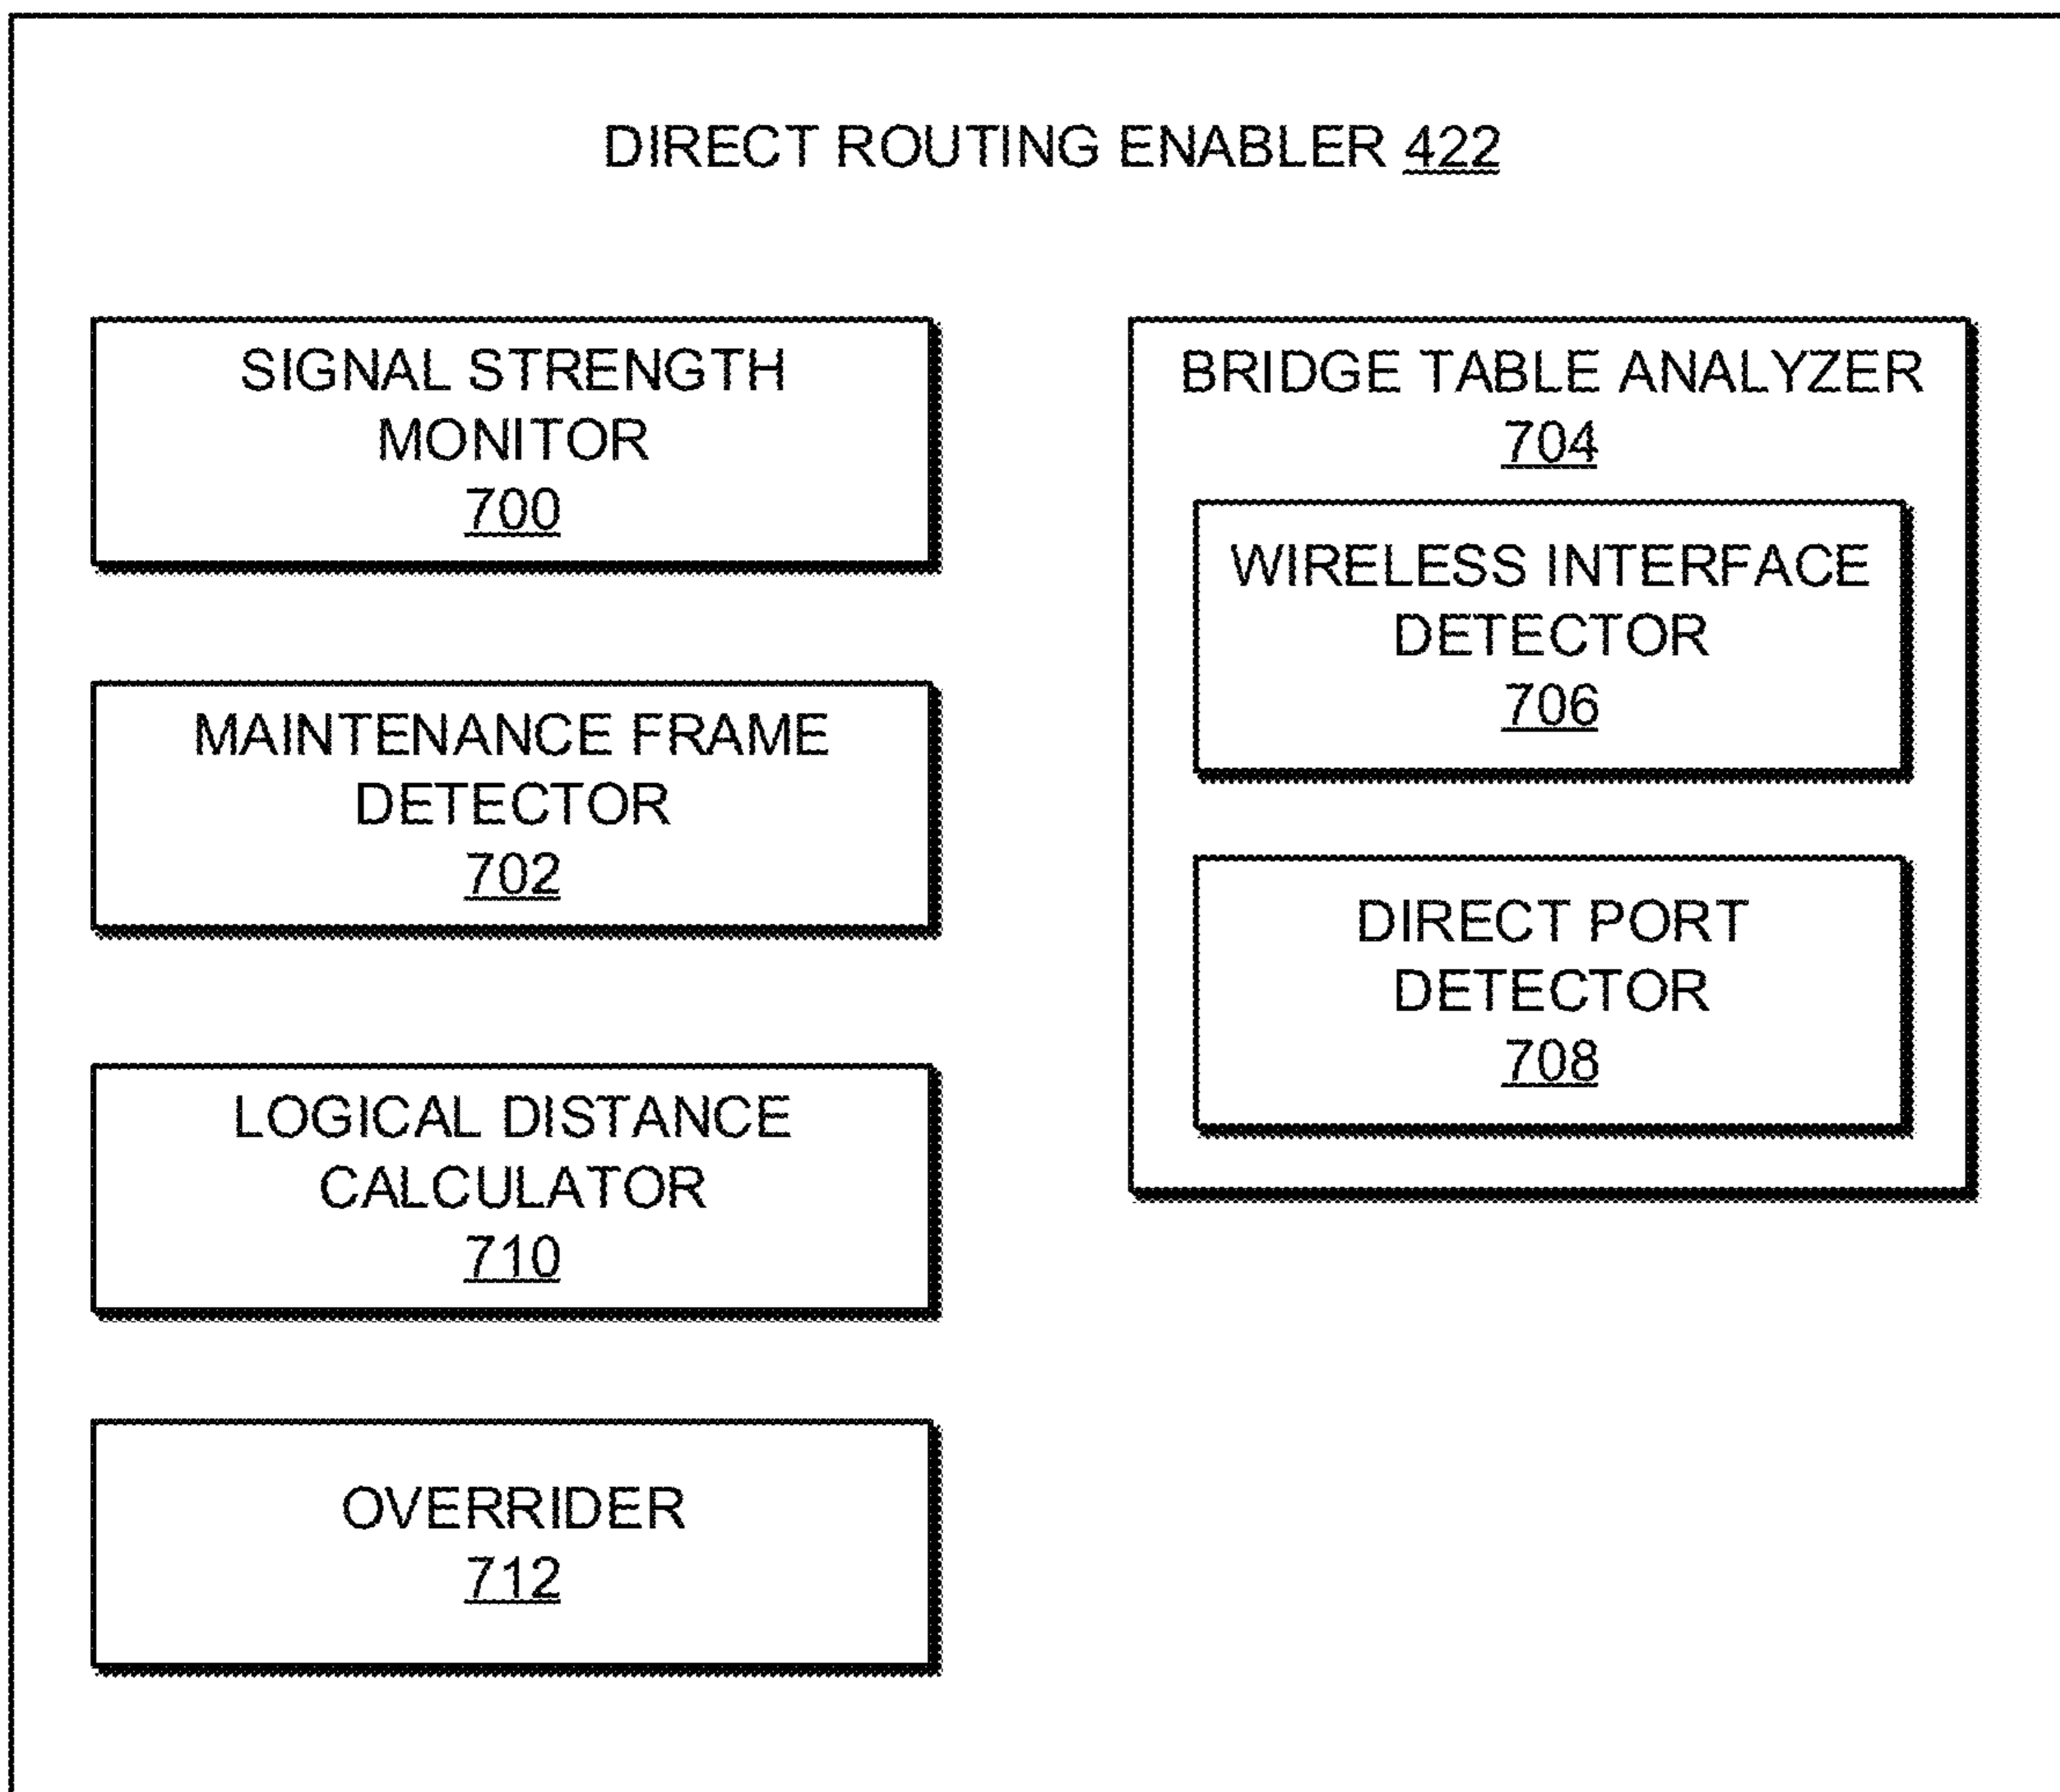 DIRECT ROUTING ENABLER 422
SIGNAL STRENGTH
MONITOR
700
MAINTENANCE FRAME
DETECTOR
702
LOGICAL DISTANCE
CALCULATOR
710
OVERRIDER
712
BRIDGE TABLE ANALYZER
704
WIRELESS INTERFACE
DETECTOR
706
DIRECT PORT
DETECTOR
708